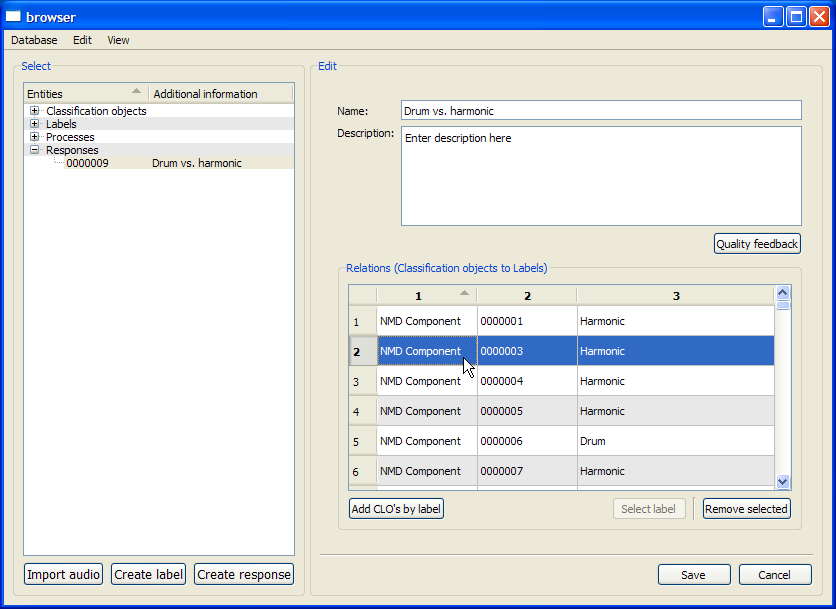 browser
Database Edit View
Select
Entities Additional information
Classification objects
Labels
Processes
Responses
0000009 Drum vs. harmonic
Import audio Create label Create response
Edit
Name: Drum vs. harmonic
Description: Enter description here
Quality feedback
Relations (Classification objects to Labels)
1 2 3
1 NMD Component 0000001 Harmonic
2 NMD Component 0000003 Harmonic
3 NMD Component 0000004 Harmonic
4 NMD Component 0000005 Harmonic
5 NMD Component 0000006 Drum
6 NMD Component 0000007 Harmonic
Add CLO's by label Select label Remove selected
Save Cancel